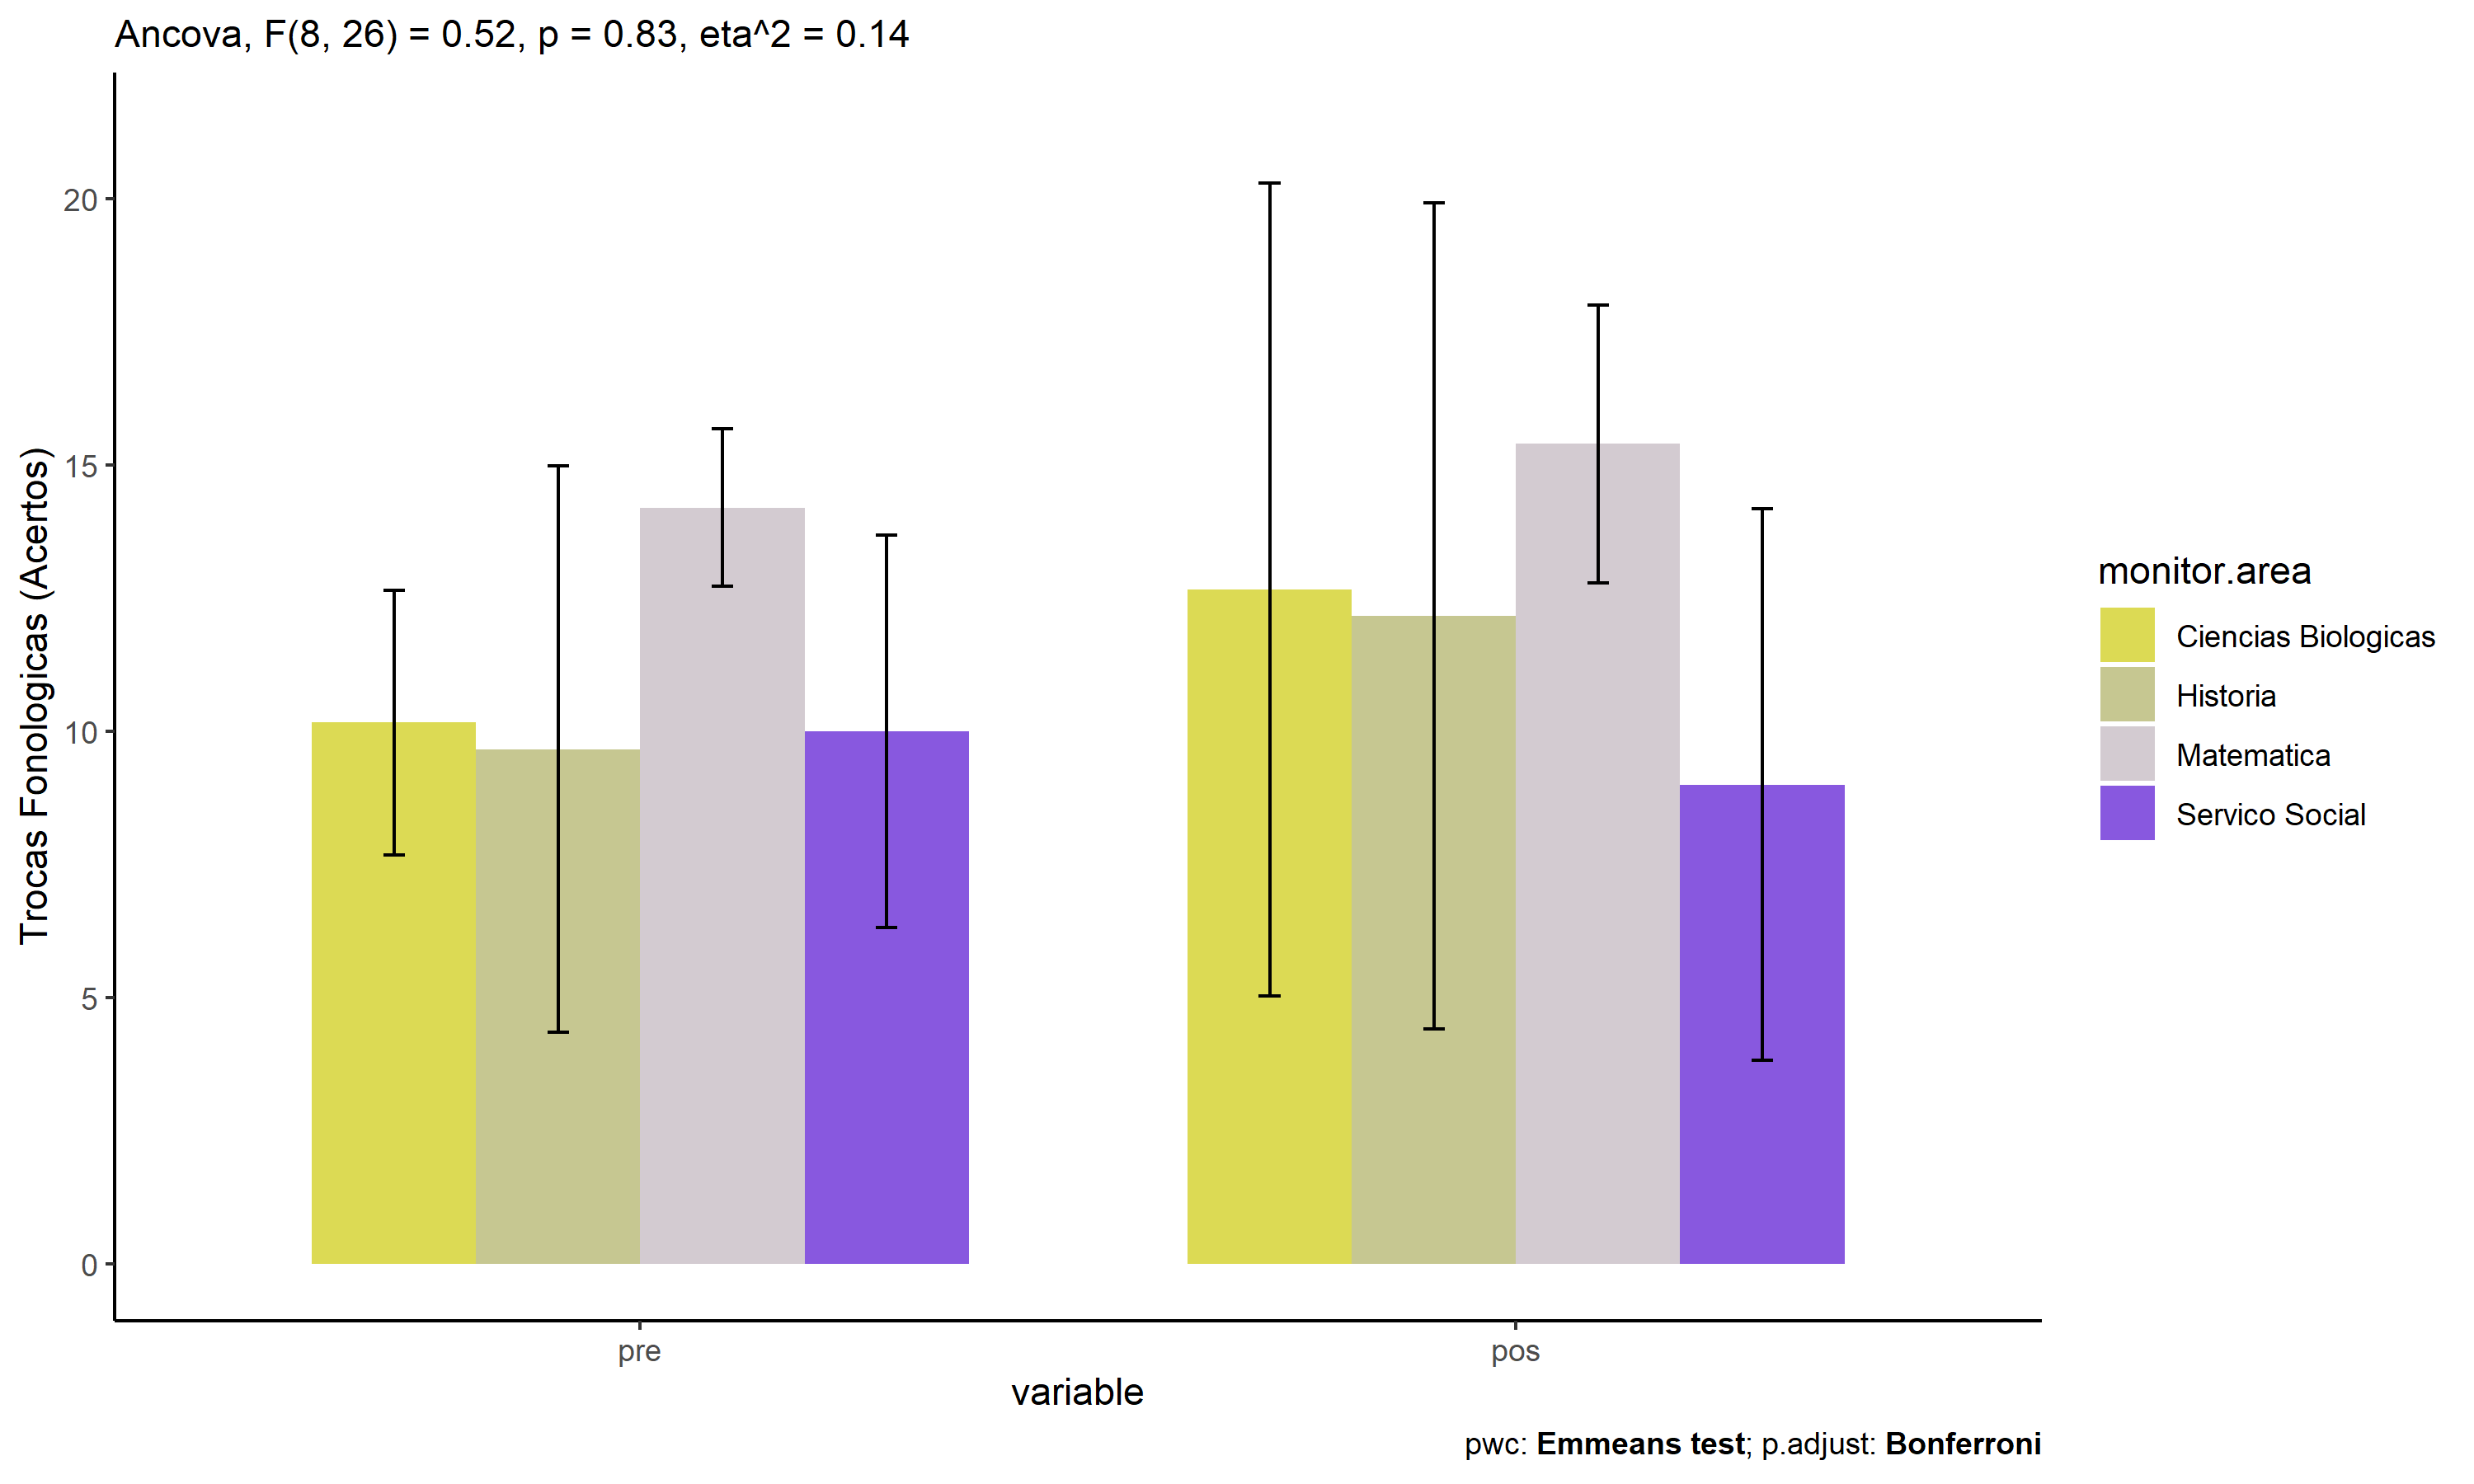 Ancova, F(8, 26) = 0.52, p = 0.83, eta^2 = 0.14
Trocas Fonologicas (Acertos)
20
15
10
5
0
pre
pos
variable
monitor.area
Ciencias Biologicas
Historia
Matematica
Servico Social
pwc: Emmeans test; p.adjust: Bonferroni